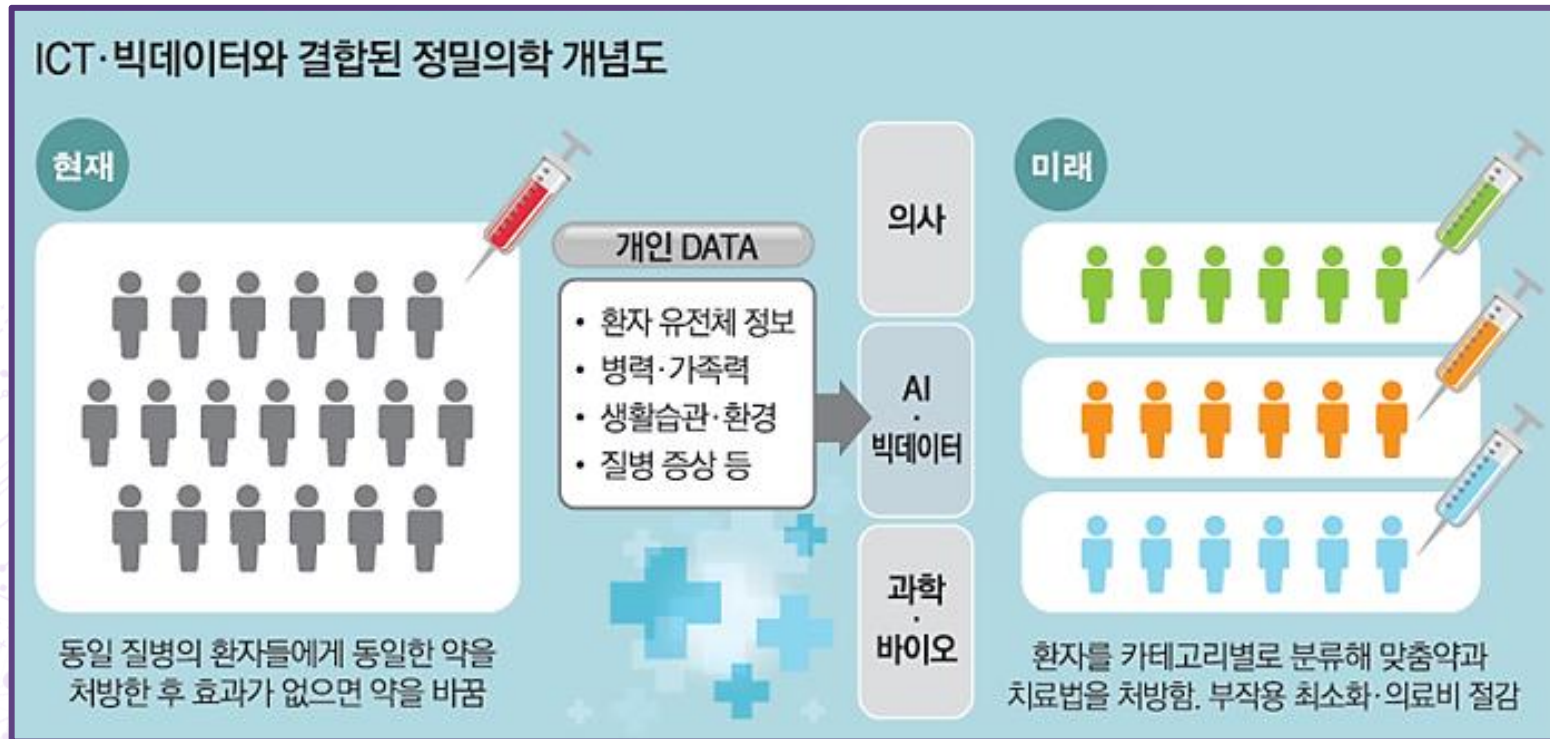 ICT·빅데이터와 결합된 정밀의학 개념도
현재
동일 질병의 환자들에게 동일한 약을
처방한 후 효과가 없으면 약을 바꿈
개인 DATA
• 환자 유전체 정보
• 병력·가족력
• 생활습관·환경
• 질병 증상 등
의사
AI
·
빅데이터
과학
·
바이오
미래
환자를 카테고리별로 분류해 맞춤약과
치료법을 처방함. 부작용 최소화·의료비 절감